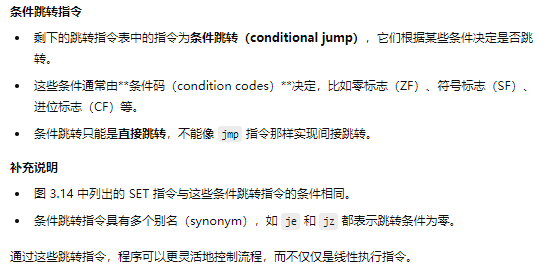 条件跳转指令
剩下的跳转指令表中的指令为条件跳转（conditional jump），它们根据某些条件决定是否跳
转。
这些条件通常由**条件码（condition codes）**决定，比如零标志（ZF）、符号标志（SF）、
进位标志（CF）等。
条件跳转只能是直接跳转，不能像 jmp 指令那样实现间接跳转。
补充说明
图 3.14 中列出的 SET 指令与这些条件跳转指令的条件相同。
条件跳转指令具有多个别名（synonym），如 je 和 jz 都表示跳转条件为零。
通过这些跳转指令，程序可以更灵活地控制流程，而不仅仅是线性执行指令。